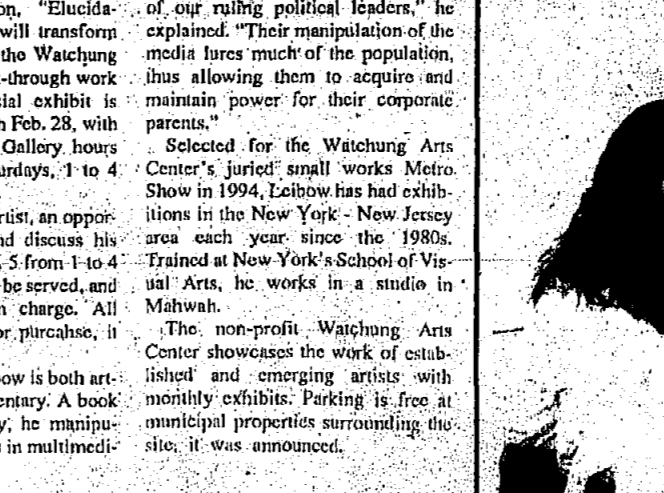 on, "Elucida-
will transform
the Watchung
-through work
cial exhibit is
h Feb. 28, with
Gallery hours
urdays, 1 to 4
rtist, an oppor-
nd discuss his
5 from 1 to 4
be served, and
n charge. All
or purcahse, it
ow is both art-
entary. A book
y, he manipu-
in multimedi-
of our ruling political leaders," he
explained. "Their manipulation of the
media lures much of the population,
thus allowing them to acquire and
maintain power for their corporate
parents."
Selected for the Watchung Arts
Center's juried small works Metro
Show in 1994, Leibow has had exhib-
itions in the New York - New Jersey
area each year since the 1980s.
Trained at New York's School of Vis-
ual Arts, he works in a studio in
Mahwah.
The non-profit Watchung Arts
Center showcases the work of estab-
lished and emerging artists with
monthly exhibits. Parking is free at
municipal properties surrounding the
site, it was announced.